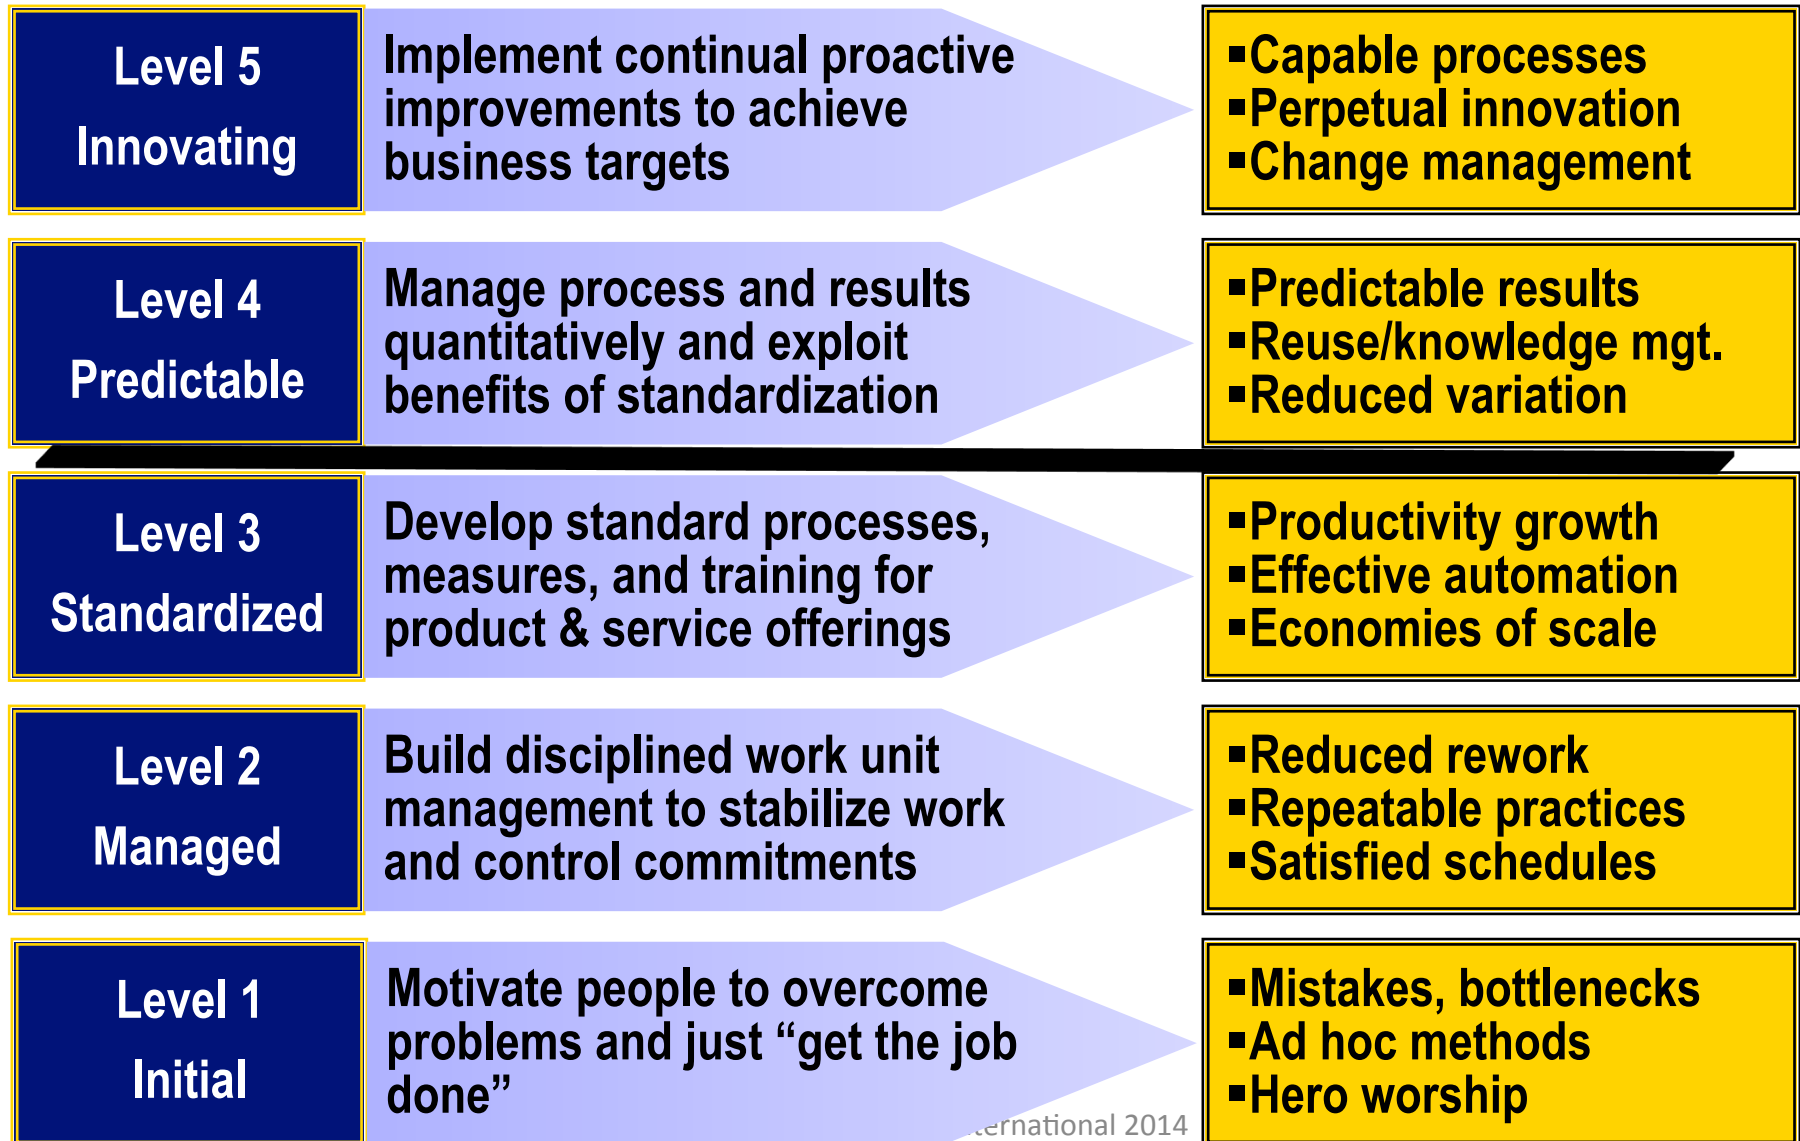 Level 5
Innovating
Implement continual proactive
improvements to achieve
business targets
▪Capable processes
▪Perpetual innovation
▪Change management
Level 4
Predictable
Manage process and results
quantitatively and exploit
benefits of standardization
▪Predictable results
▪Reuse/knowledge mgt.
▪Reduced variation
Level 3
Standardized
Develop standard processes,
measures, and training for
product & service offerings
▪Productivity growth
▪Effective automation
▪Economies of scale
Level 2
Managed
Build disciplined work unit
management to stabilize work
and control commitments
▪Reduced rework
▪Repeatable practices
▪Satisfied schedules
Level 1
Initial
Motivate people to overcome
problems and just “get the job
done”
▪Mistakes, bottlenecks
▪Ad hoc methods
▪Hero worship
2014